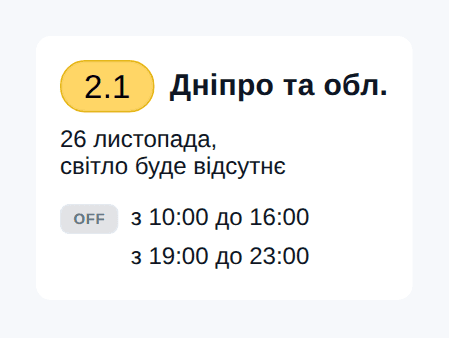 2.1 Дніпро та обл.
26 листопада,
світло буде відсутнє
OFF з 10:00 до 16:00
з 19:00 до 23:00